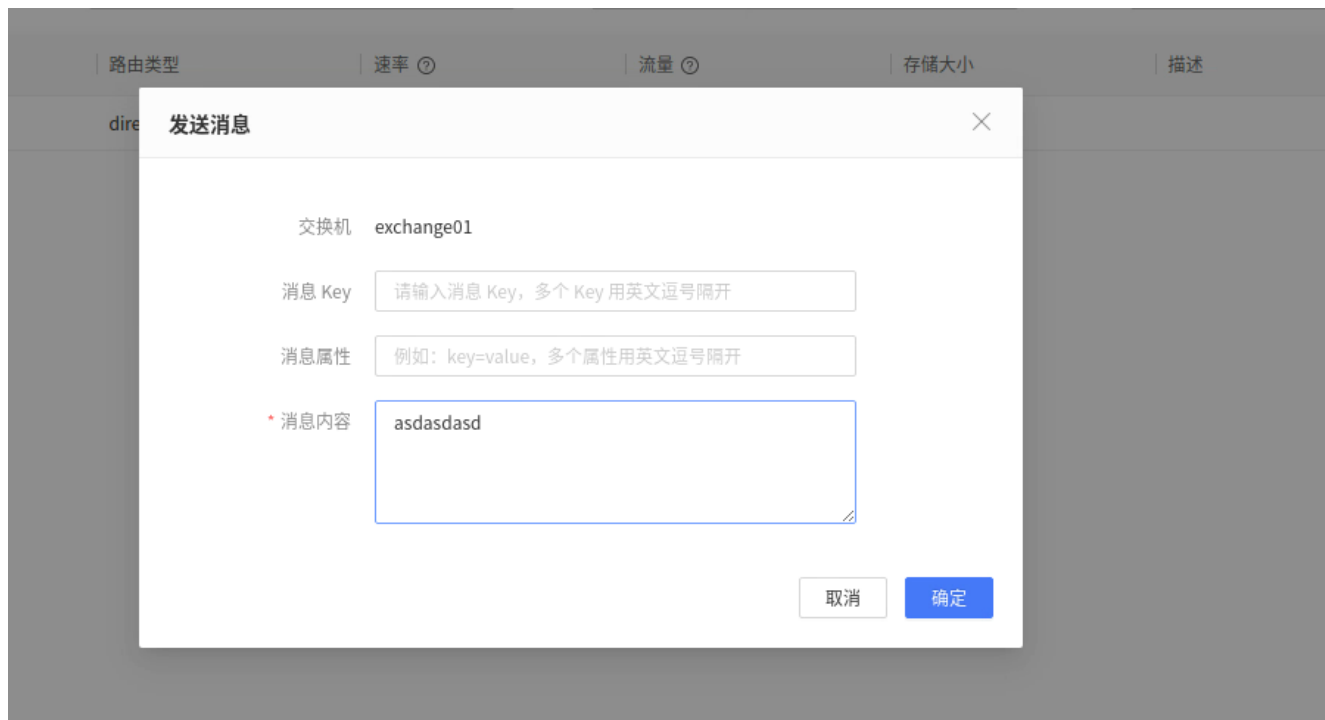 路由类型 速率 流量 存储大小 描述
dire
发送消息
交换机 exchange01
消息 Key 请输入消息 Key，多个 Key 用英文逗号隔开
消息属性 例如：key=value，多个属性用英文逗号隔开
* 消息内容 asdasdasd
取消 确定